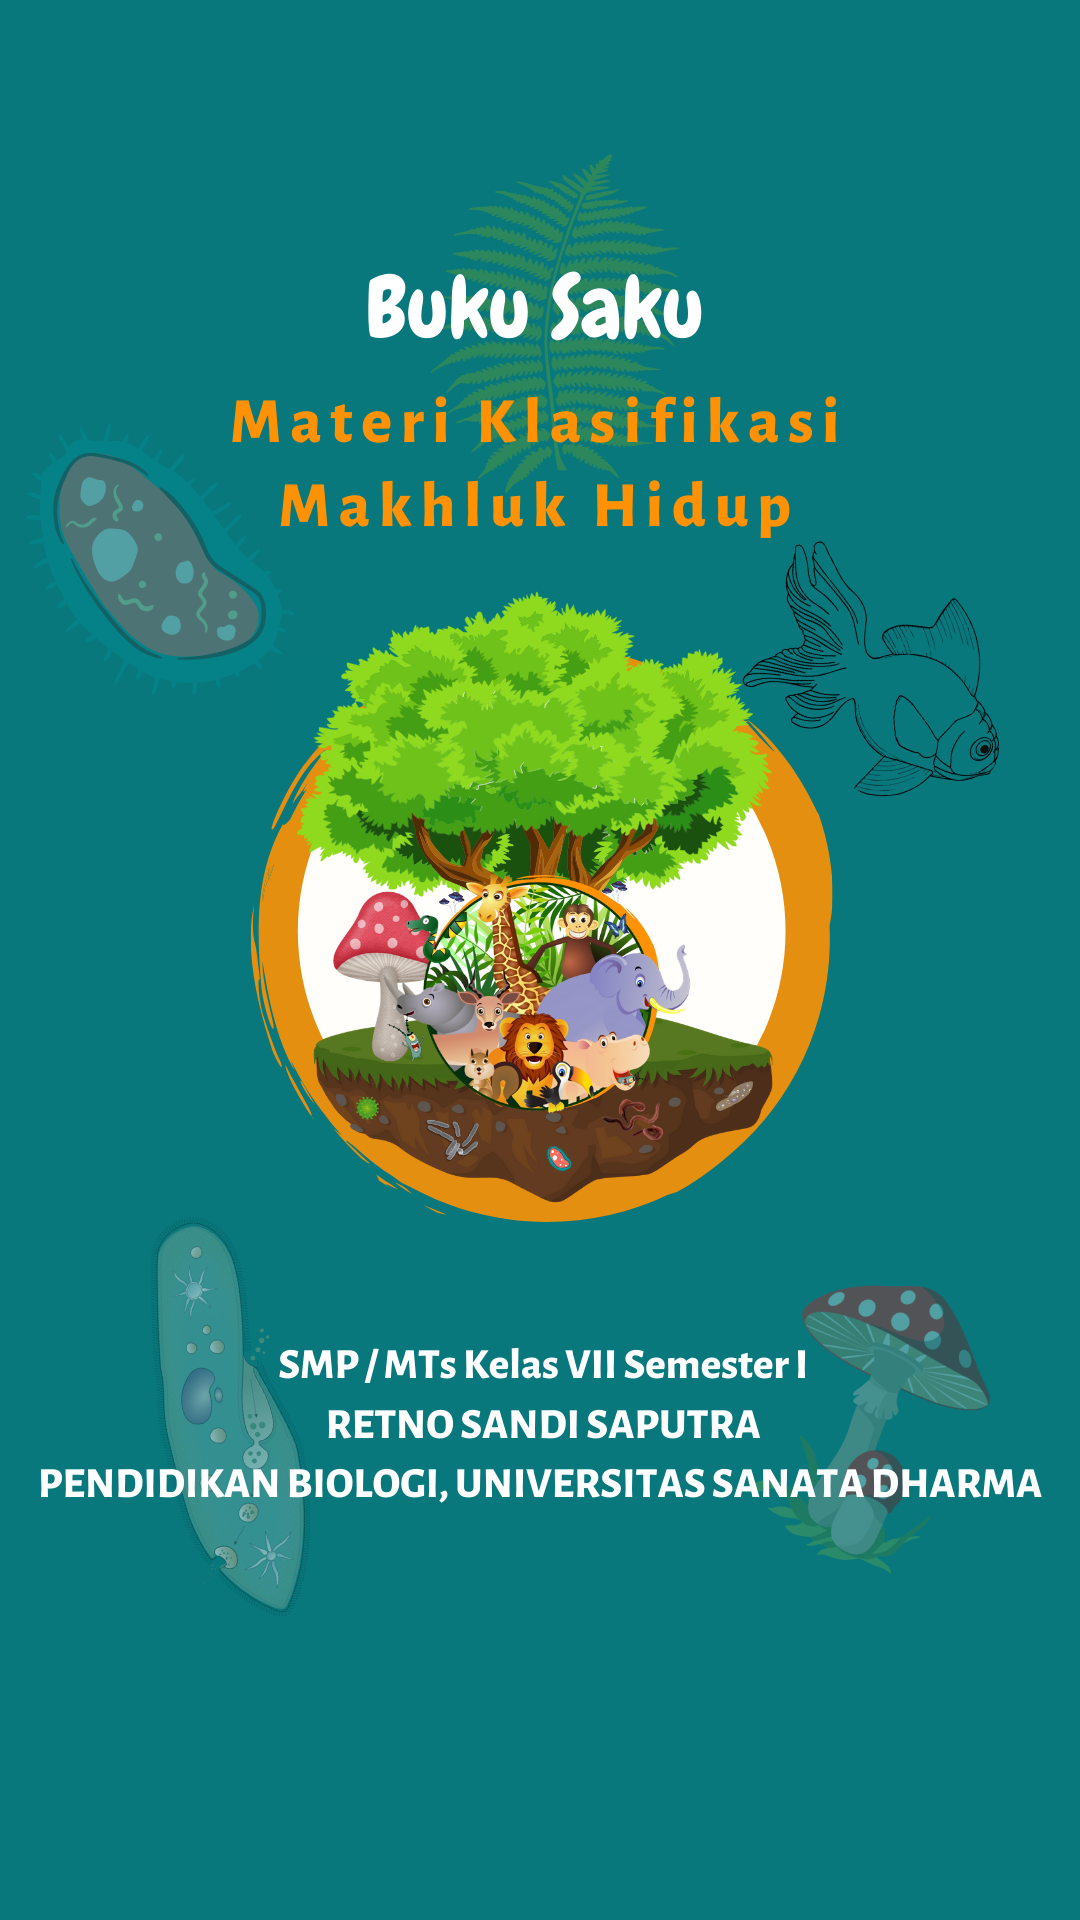 Buku Saku
Materi Klasifikasi
Makhluk Hidup
SMP / MTs Kelas VII Semester I
RETNO SANDI SAPUTRA
PENDIDIKAN BIOLOGI, UNIVERSITAS SANATA DHARMA